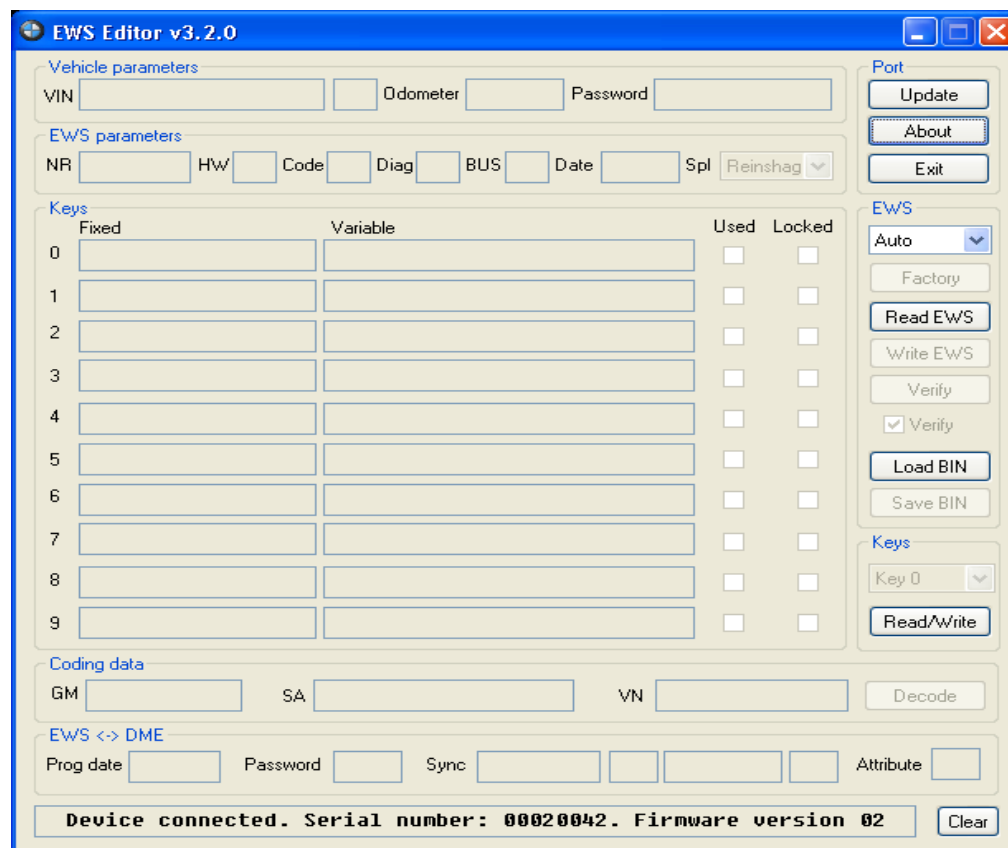 EWS Editor v3.2.0
Vehicle parameters
Port
VIN Odometer Password
Update
EWS parameters
About
NR HW Code Diag BUS Date Spl Reinshag
Exit
Keys
EWS
Fixed Variable Used Locked
Auto
0
Factory
1
Read EWS
2
Write EWS
3
Verify
4
Verify
5
Load BIN
6
Save BIN
7
Keys
8
Key 0
9
Read/Write
Coding data
GM SA VN Decode
EWS <-> DME
Prog date Password Sync Attribute
Device connected. Serial number: 00020042. Firmware version 02
Clear